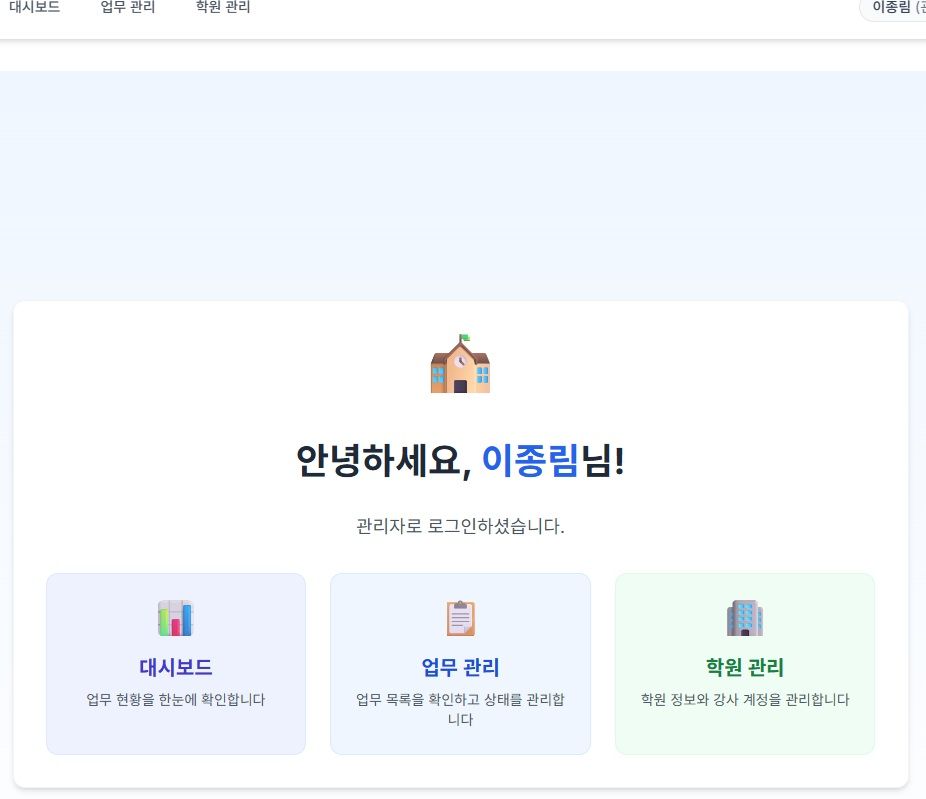 대시보드 업무 관리 학원 관리 이종림
안녕하세요, 이종림님!
관리자로 로그인하셨습니다.
대시보드
업무 현황을 한눈에 확인합니다
업무 관리
업무 목록을 확인하고 상태를 관리합
니다
학원 관리
학원 정보와 강사 계정을 관리합니다